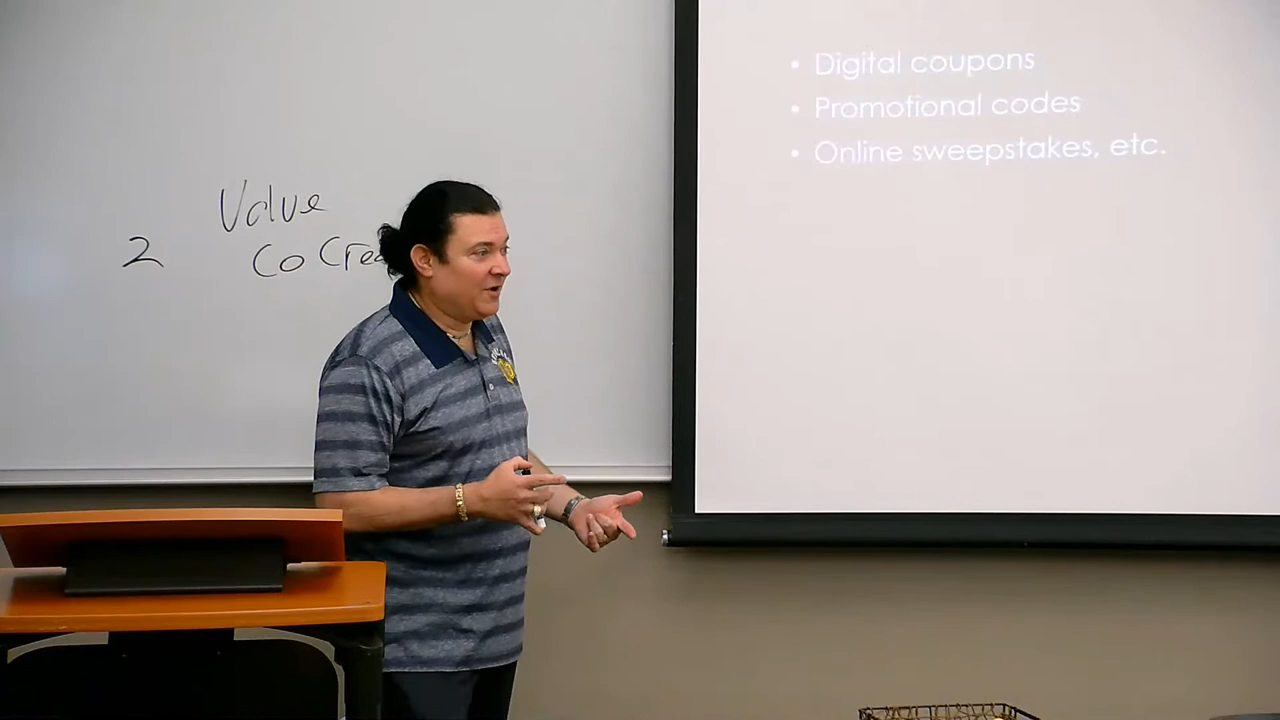 Value
2 Co Crea
• Digital coupons
• Promotional codes
• Online sweepstakes, etc.